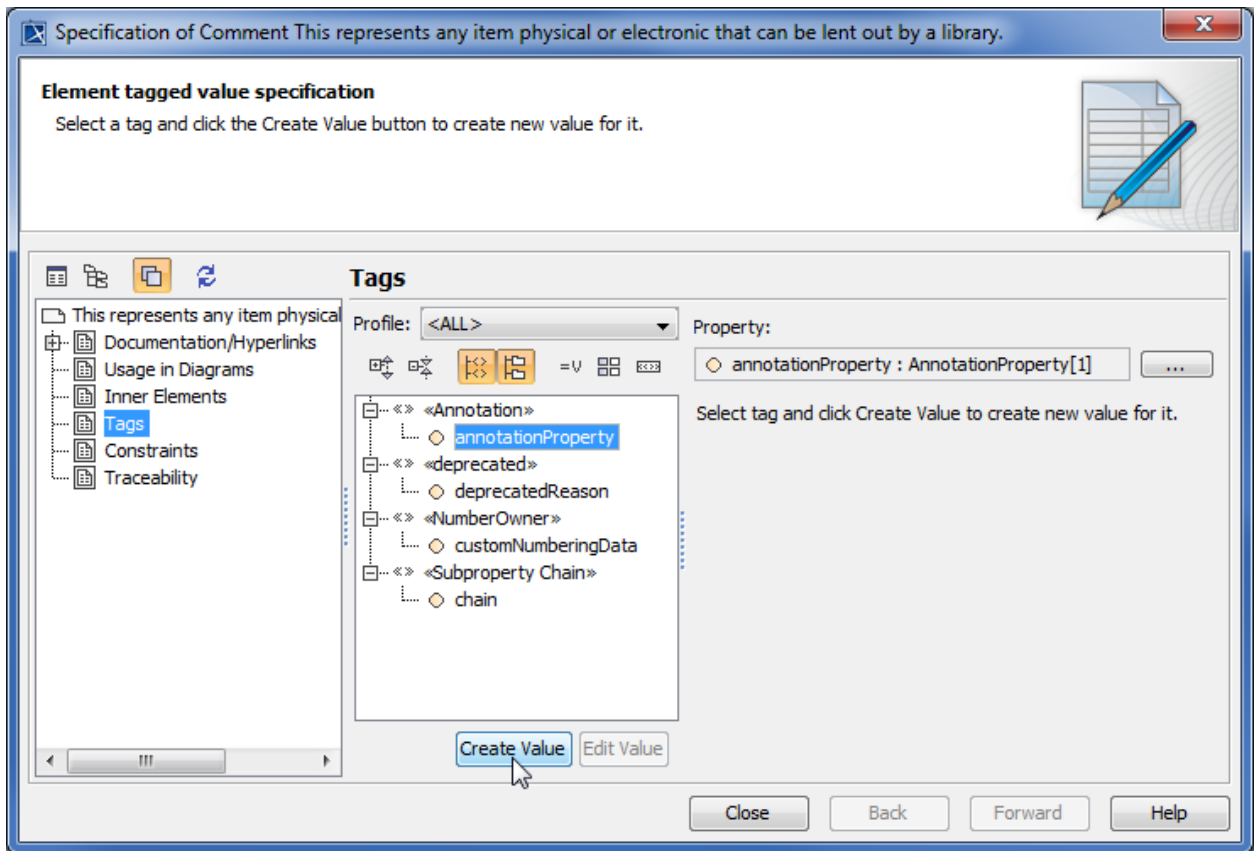 Specification of Comment This represents any item physical or electronic that can be lent out by a library.
Element tagged value specification
Select a tag and click the Create Value button to create new value for it.
This represents any item physical
Documentation/Hyperlinks
Usage in Diagrams
Inner Elements
Tags
Constraints
Traceability
Tags
Profile: <ALL>
=V
«» «Annotation»
annotationProperty
«» «deprecated»
deprecatedReason
«» «NumberOwner»
customNumberingData
«» «Subproperty Chain»
chain
Create Value Edit Value
Property:
annotationProperty : AnnotationProperty[1] ...
Select tag and click Create Value to create new value for it.
Close Back Forward Help